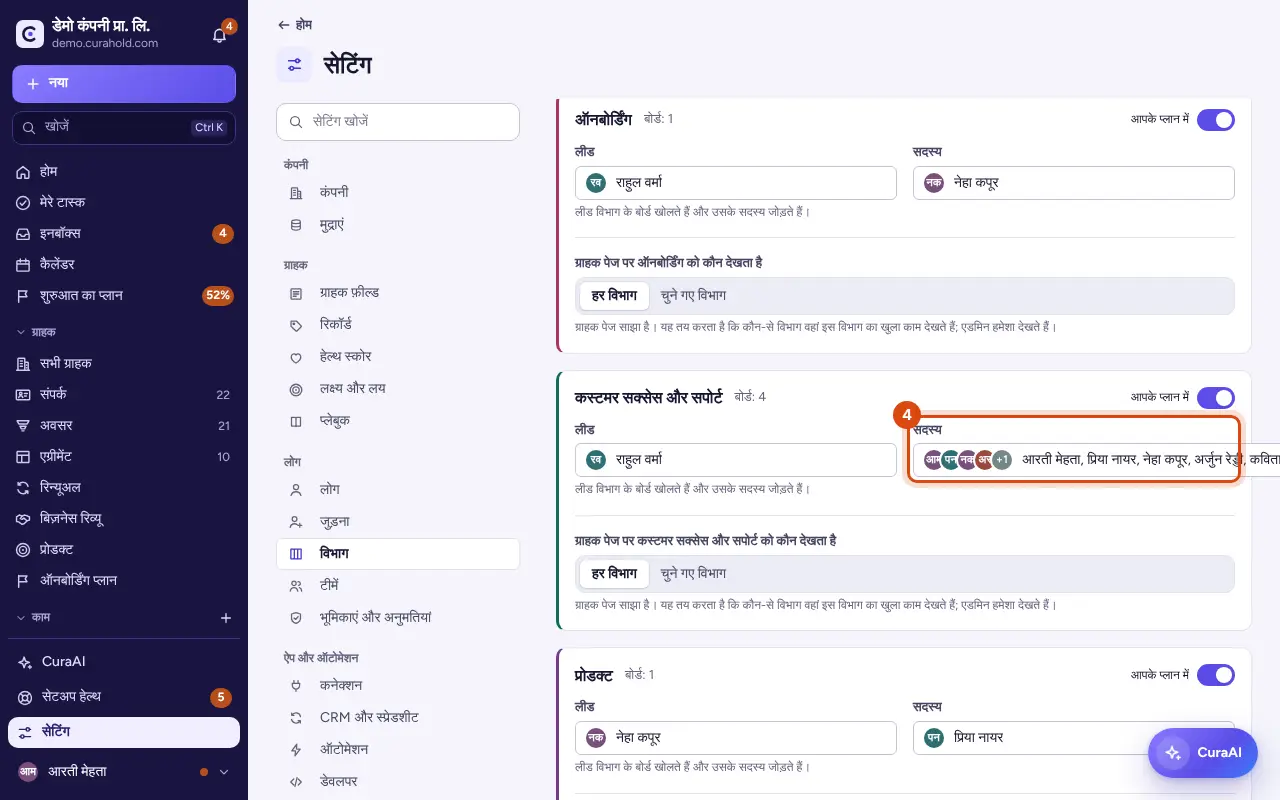 डेमो कंपनी प्रा. लि.
demo.curahold.com
4
नया
खोजें
Ctrl K
होम
मेरे टास्क
इनबॉक्स
4
कैलेंडर
शुरुआत का प्लान
52%
ग्राहक
सभी ग्राहक
संपर्क
22
अवसर
21
एग्रीमेंट
10
रिन्यूअल
बिज़नेस रिव्यू
प्रोडक्ट
ऑनबोर्डिंग प्लान
काम
CuraAI
सेटअप हेल्थ
5
सेटिंग
आम
आरती मेहता
होम
सेटिंग
सेटिंग खोजें
कंपनी
कंपनी
मुद्राएं
ग्राहक
ग्राहक फ़ील्ड
रिकॉर्ड
हेल्थ स्कोर
लक्ष्य और लय
प्लेबुक
लोग
लोग
जुड़ना
विभाग
टीमें
भूमिकाएं और अनुमतियां
ऐप और ऑटोमेशन
कनेक्शन
CRM और स्प्रेडशीट
ऑटोमेशन
डेवलपर
ऑनबोर्डिंग
बोर्ड: 1
आपके प्लान में
लीड
सदस्य
रव
राहुल वर्मा
नक
नेहा कपूर
लीड विभाग के बोर्ड खोलते हैं और उसके सदस्य जोड़ते हैं।
ग्राहक पेज पर ऑनबोर्डिंग को कौन देखता है
हर विभाग
चुने गए विभाग
ग्राहक पेज साझा है। यह तय करता है कि कौन-से विभाग वहां इस विभाग का खुला काम देखते हैं; एडमिन हमेशा देखते हैं।
कस्टमर सक्सेस और सपोर्ट
बोर्ड: 4
आपके प्लान में
4
लीड
सदस्य
रव
राहुल वर्मा
आम
पन
नक
अर
+1
आरती मेहता, प्रिया नायर, नेहा कपूर, अर्जुन रेड्डी, कविता
लीड विभाग के बोर्ड खोलते हैं और उसके सदस्य जोड़ते हैं।
ग्राहक पेज पर कस्टमर सक्सेस और सपोर्ट को कौन देखता है
हर विभाग
चुने गए विभाग
ग्राहक पेज साझा है। यह तय करता है कि कौन-से विभाग वहां इस विभाग का खुला काम देखते हैं; एडमिन हमेशा देखते हैं।
प्रोडक्ट
बोर्ड: 1
आपके प्लान में
लीड
सदस्य
नक
नेहा कपूर
पन
प्रिया नायर
लीड विभाग के बोर्ड खोलते हैं और उसके सदस्य जोड़ते हैं।
CuraAI